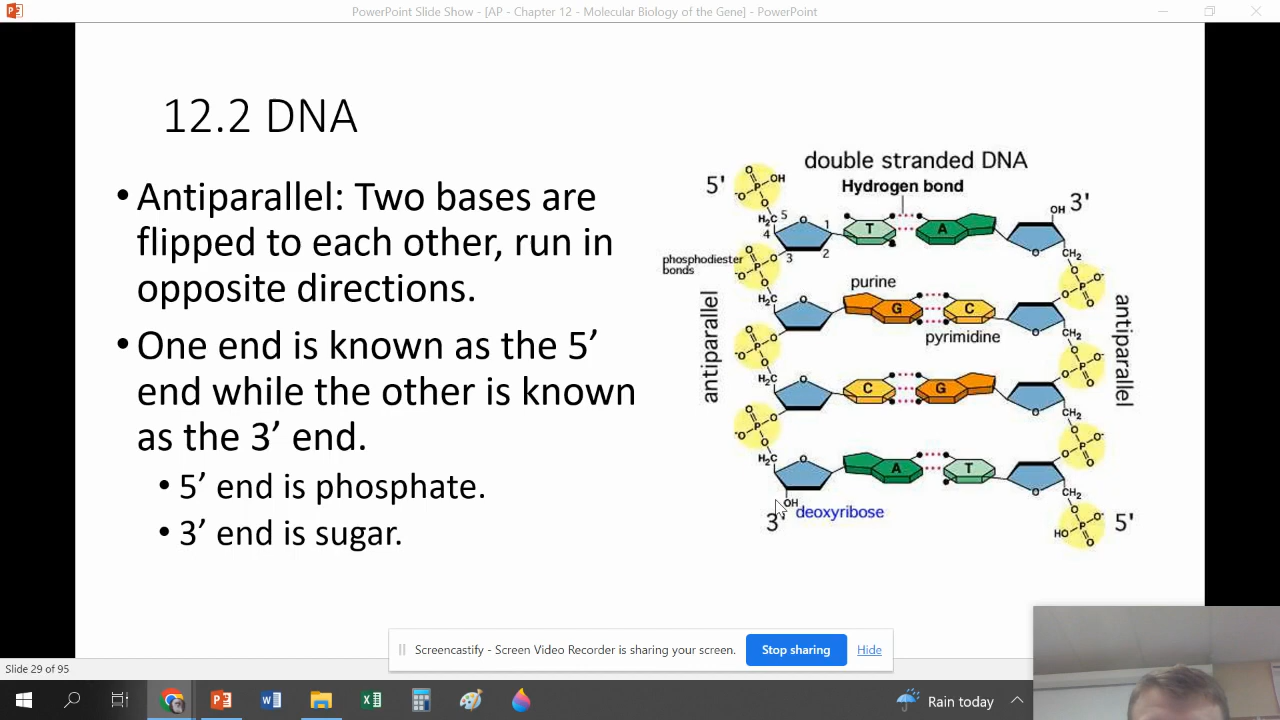 PowerPoint Slide Show - [AP - Chapter 12 - Molecular Biology of the Gene] - PowerPoint
12.2 DNA
• Antiparallel: Two bases are
flipped to each other, run in
opposite directions.
• One end is known as the 5’
end while the other is known
as the 3’ end.
• 5’ end is phosphate.
• 3’ end is sugar.
double stranded DNA
Hydrogen bond
5'
3'
O
OH
-O-P
O
H₂C 5
4
O
1
3
2
T
A
OH
O
CH₂
phosphodiester
bonds
O
-O-P
O
O
H₂C
O
purine
G
C
pyrimidine
O
CH₂
O
P
O-
O
O
antiparallel
antiparallel
O
-O-P
O
O
H₂C
O
C
G
O
CH₂
O
P
O-
O
O
O
-O-P
O
O
H₂C
O
A
T
O
CH₂
O
P
O-
O
O
OH
3'
deoxyribose
O
P
O-
HO
O
5'
Screencastify - Screen Video Recorder is sharing your screen.
Stop sharing
Hide
Slide 29 of 95
Rain today